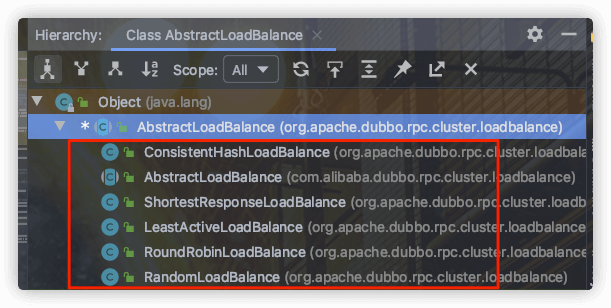 Hierarchy: Class AbstractLoadBalance ×
Scope: All
Object (java.lang)
* AbstractLoadBalance (org.apache.dubbo.rpc.cluster.loadbalance)
ConsistentHashLoadBalance (org.apache.dubbo.rpc.cluster.loadbala
AbstractLoadBalance (com.alibaba.dubbo.rpc.cluster.loadbalance)
ShortestResponseLoadBalance (org.apache.dubbo.rpc.cluster.loadba
LeastActiveLoadBalance (org.apache.dubbo.rpc.cluster.loadbalance)
RoundRobinLoadBalance (org.apache.dubbo.rpc.cluster.loadbalance)
RandomLoadBalance (org.apache.dubbo.rpc.cluster.loadbalance)